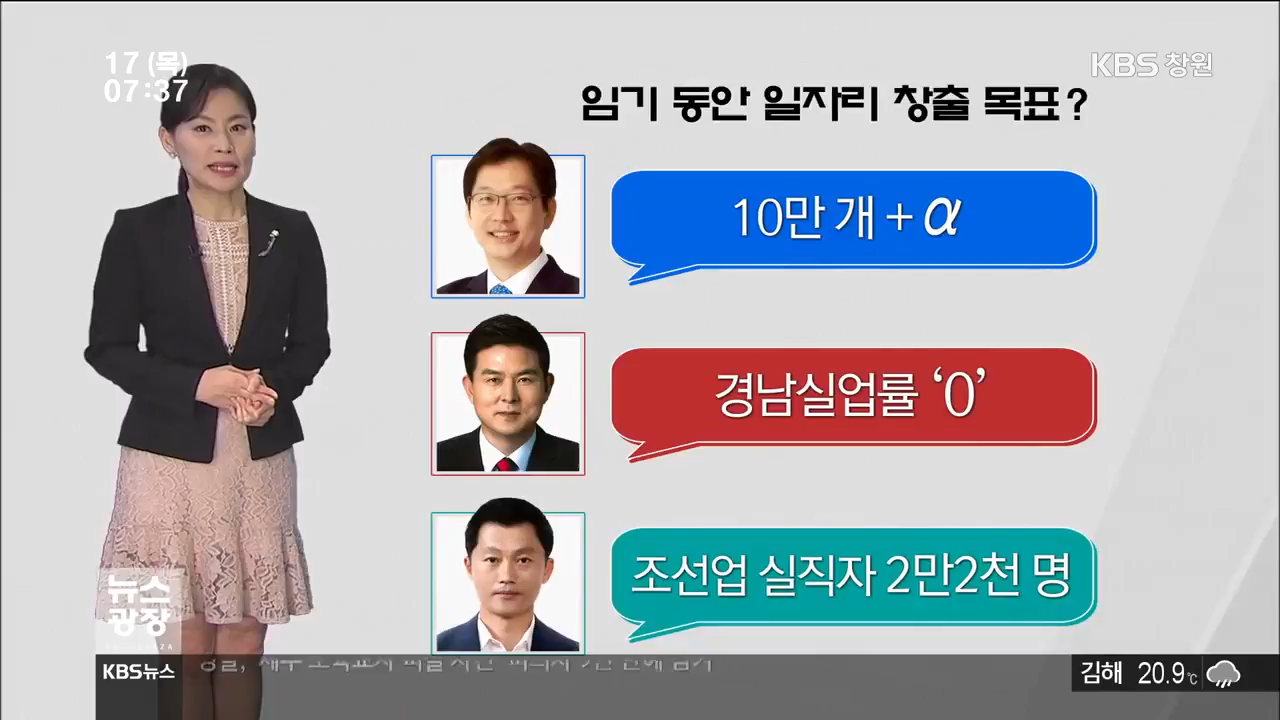 17 (목)
07:37
KBS 창원
임기 동안 일자리 창출 목표?
10만 개 + α
경남실업률 ‘0’
조선업 실직자 2만2천 명
뉴스
광장
KBS뉴스
김해 20.9℃